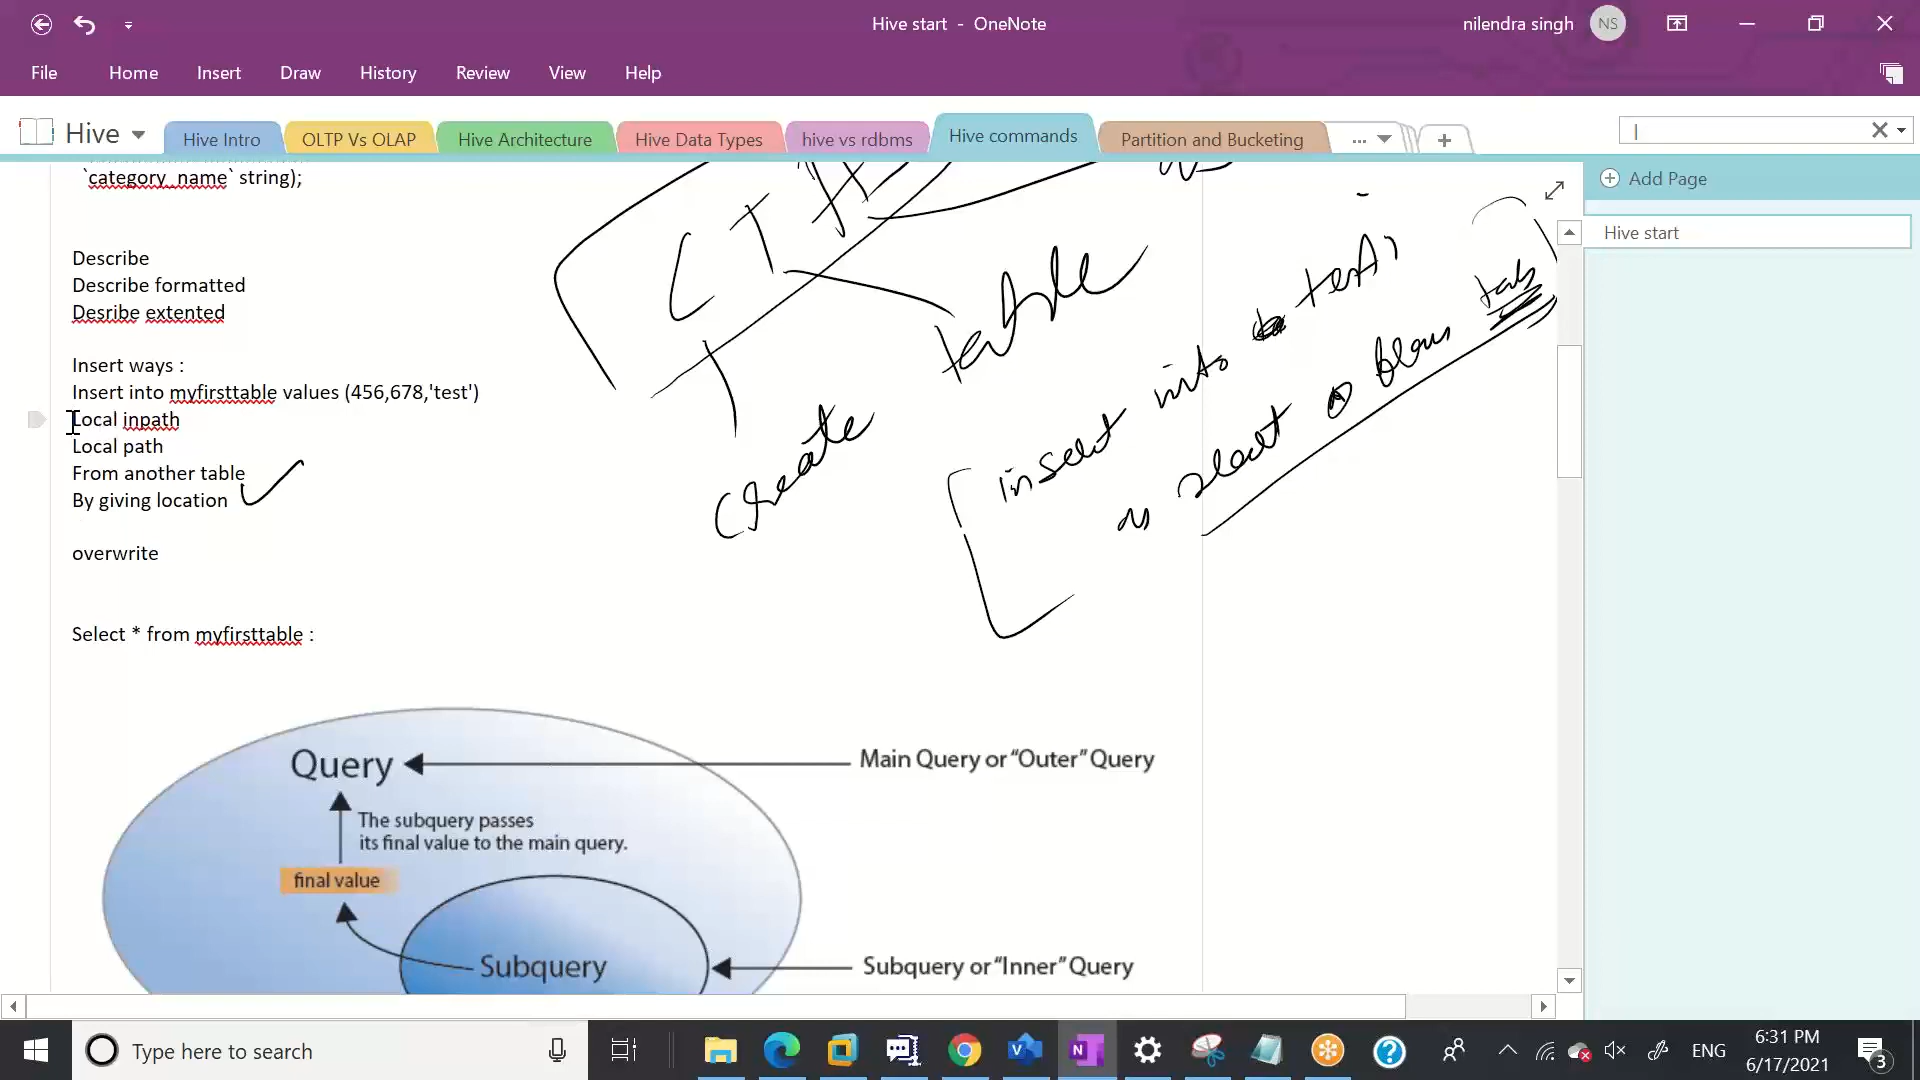 Hive start - OneNote
nilendra singh
NS
File Home Insert Draw History Review View Help
Hive
Hive Intro
OLTP Vs OLAP
Hive Architecture
Hive Data Types
hive vs rdbms
Hive commands
Partition and Bucketing
...
Add Page
Hive start
`category_name` string);
Describe
Describe formatted
Desribe extented
Insert ways :
Insert into myfirsttable values (456,678,'test')
Local inpath
Local path
From another table
By giving location
overwrite
Select * from myfirsttable :
CTA
table
create
insert into test
as select
Query
Main Query or “Outer” Query
The subquery passes
its final value to the main query.
final value
Subquery
Subquery or “Inner” Query
Type here to search
ENG
6:31 PM
6/17/2021
3